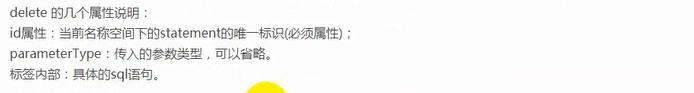 delete 的几个属性说明：
id属性：当前名称空间下的statement的唯一标识(必须属性)；
parameterType：传入的参数类型，可以省略。
标签内部：具体的sql语句。